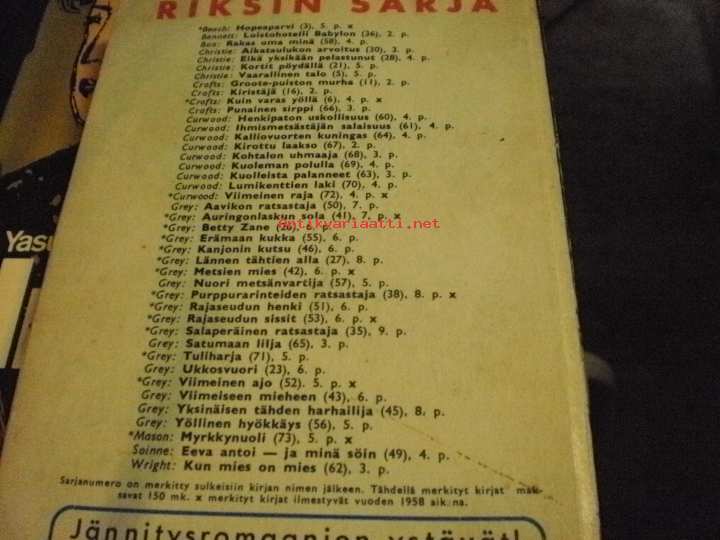 RIKSIN SARJA
*Beach: Hopeaparvi (3), 5. p. x
Bennett: Loistohotelli Babylon (36), 2. p.
Boo: Rakas oma minä (58), 4. p.
Christie: Aikataulukon arvoitus (30), 3. p.
Christie: Eikä yksikään pelastunut (28), 4. p.
Christie: Kortit pöydällä (21), 5. p.
Christie: Vaarallinen talo (5), 5. p.
Crofts: Groote-puiston murha (11), 2. p.
Crofts: Kiristäjä (16), 2. p.
*Crofts: Kuin varas yöllä (6), 4. p. x
Crofts: Punainen sirppi (66), 3. p.
Curwood: Henkipaton uskollisuus (60), 4. p.
Curwood: Ihmismetsästäjän salaisuus (61), 4. p.
Curwood: Kalliovuorten kuningas (64), 4. p.
Curwood: Kirottu laakso (67), 2. p.
Curwood: Kohtalon uhmaaja (68), 3. p.
Curwood: Kuoleman polulla (69), 4. p.
Curwood: Kuolleista palanneet (63), 3. p.
Curwood: Lumikenttien laki (70), 4. p.
*Curwood: Viimeinen raja (72), 4. p. x
Grey: Aavikon ratsastaja (50), 7. p.
*Grey: Auringonlaskun sola (41), 7. p. x
*Grey: Betty Zane (26), 6. p.
antikvariaatti.net
*Grey: Erämaan kukka (55), 6. p.
*Grey: Kanjonin kutsu (46), 6. p.
*Grey: Lännen tähtien alla (27), 8. p.
*Grey: Metsien mies (42), 6. p. x
Grey: Nuori metsänvartija (57), 5. p.
*Grey: Purppurarinteiden ratsastaja (38), 8. p. x
*Grey: Rajaseudun henki (51), 6. p.
*Grey: Rajaseudun sissit (53), 6. p. x
*Grey: Salaperäinen ratsastaja (35), 9. p.
Grey: Satumaan lilja (65), 3. p.
*Grey: Tuliharja (71), 5. p.
Grey: Ukkosvuori (23), 6. p.
*Grey: Viimeinen ajo (52). 5. p. x
Grey: Viimeiseen mieheen (43), 6. p.
Grey: Yksinäisen tähden harhailija (45), 8. p.
Grey: Yöllinen hyökkäys (56), 5. p.
*Mason: Myrkkynuoli (73), 5. p. x
Soinne: Eeva antoi — ja minä söin (49), 4. p.
Wright: Kun mies on mies (62), 3. p.
Sarjanumero on merkitty sulkeisiin kirjan nimen jälkeen. Tähdellä merkityt kirjat mak-
savat 150 mk. x merkityt kirjat ilmestyvät vuoden 1958 aikana.
Jännitysromaanien ystävät!
Yasu